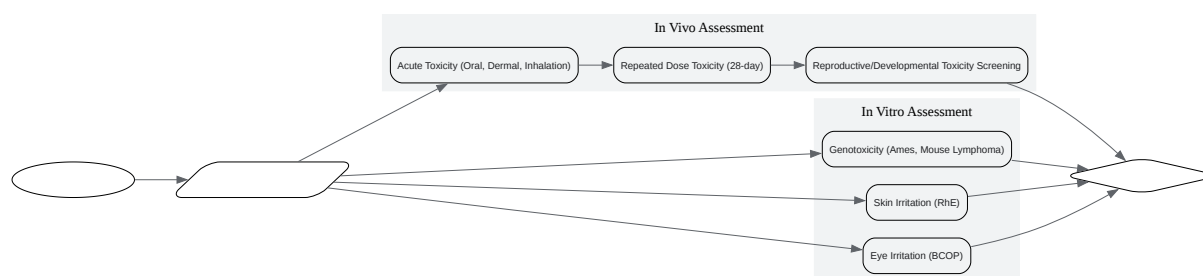 In Vivo Assessment
Acute Toxicity (Oral, Dermal, Inhalation)
Repeated Dose Toxicity (28-day)
Reproductive/Developmental Toxicity Screening
In Vitro Assessment
Genotoxicity (Ames, Mouse Lymphoma)
Skin Irritation (RhE)
Eye Irritation (BCOP)